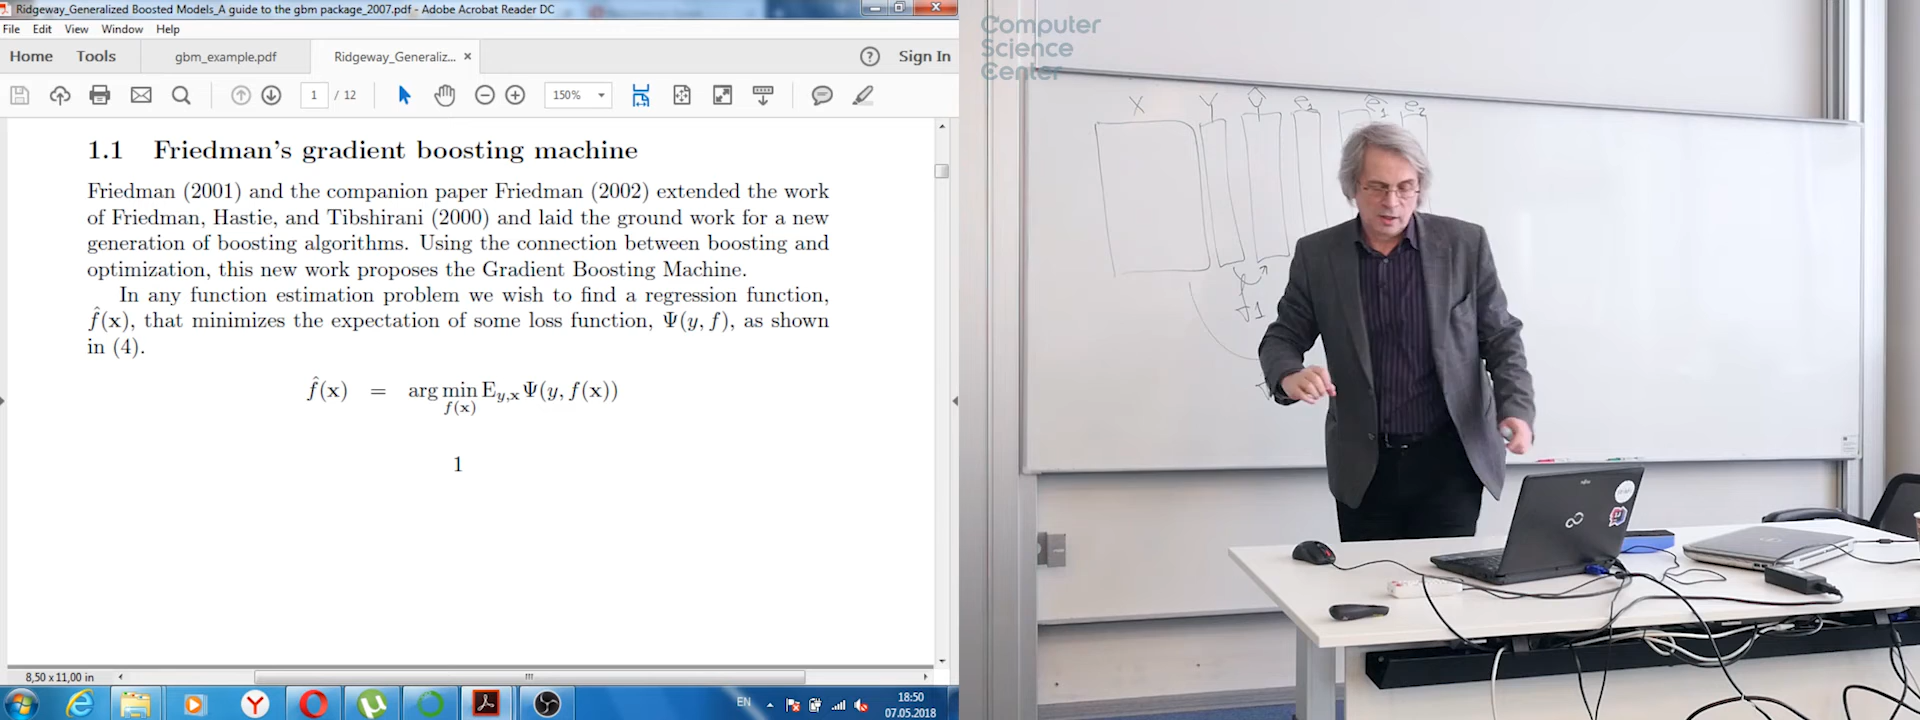 Ridgeway_Generalized Boosted Models_A guide to the gbm package_2007.pdf - Adobe Acrobat Reader DC
File Edit View Window Help
Home Tools gbm_example.pdf Ridgeway_Generaliz... × Sign In
1 / 12 150%
1.1 Friedman's gradient boosting machine
Friedman (2001) and the companion paper Friedman (2002) extended the work
of Friedman, Hastie, and Tibshirani (2000) and laid the ground work for a new
generation of boosting algorithms. Using the connection between boosting and
optimization, this new work proposes the Gradient Boosting Machine.
In any function estimation problem we wish to find a regression function,
f̂(x), that minimizes the expectation of some loss function, Ψ(y, f), as shown
in (4).
f̂(x) = arg min E_{y,x} Ψ(y, f(x))
f(x)
1
8,50 x 11,00 in
EN 18:50
07.05.2018
Computer
Science
Center
X Y Ŷ e1 ê1 e2
f1